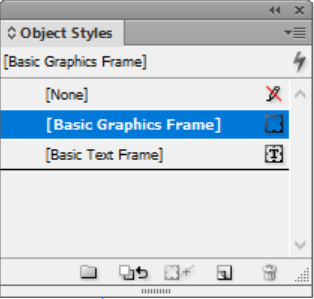 Object Styles
[Basic Graphics Frame]
[None]
[Basic Graphics Frame]
[Basic Text Frame]